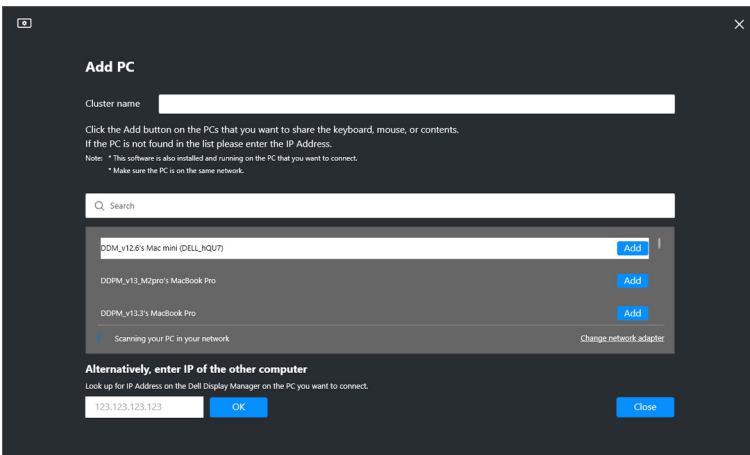 Add PC
Cluster name
Click the Add button on the PCs that you want to share the keyboard, mouse, or contents.
If the PC is not found in the list please enter the IP Address.
Note: * This software is also installed and running on the PC that you want to connect.
* Make sure the PC is on the same network.
Search
DDM_v12.6's Mac mini (DELL_hQU7) Add
DDPM_v13_M2pro's MacBook Pro Add
DDPM_v13.3's MacBook Pro Add
Scanning your PC in your network Change network adapter
Alternatively, enter IP of the other computer
Look up for IP Address on the Dell Display Manager on the PC you want to connect.
123.123.123.123 OK Close